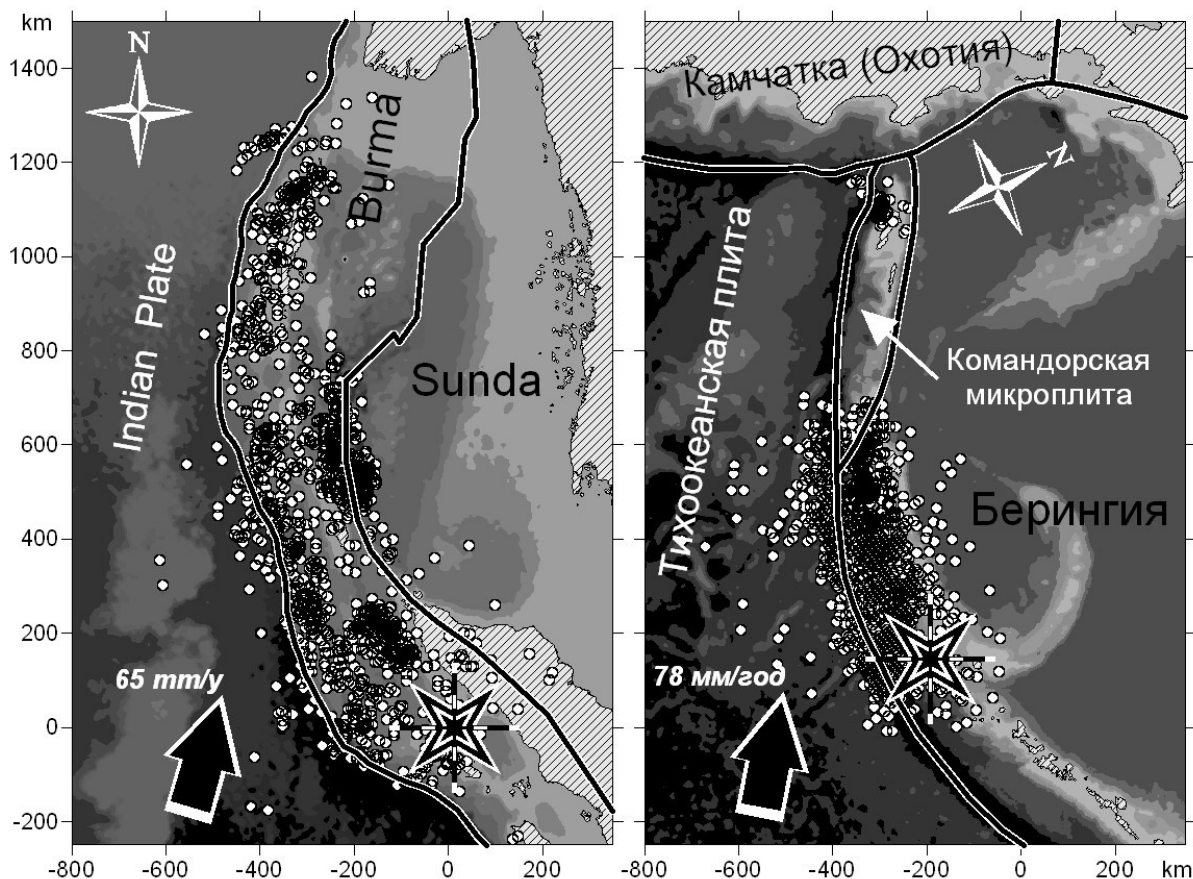 km
1400
1200
1000
800
600
400
200
0
-200
-800
-600
-400
-200
0
200
N
Burma
Indian Plate
Sunda
65 mm/y
Камчатка (Охотия)
N
Тихоокеанская плита
Командорская
микроплита
Берингия
78 мм/год
-800
-600
-400
-200
0
200
km